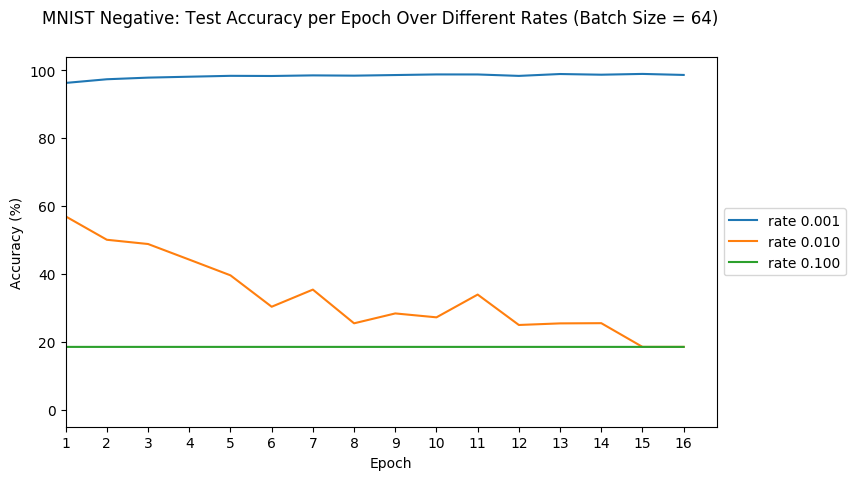 MNIST Negative: Test Accuracy per Epoch Over Different Rates (Batch Size = 64)
100
80
60
40
20
0
Accuracy (%)
1 2 3 4 5 6 7 8 9 10 11 12 13 14 15 16
Epoch
rate 0.001
rate 0.010
rate 0.100